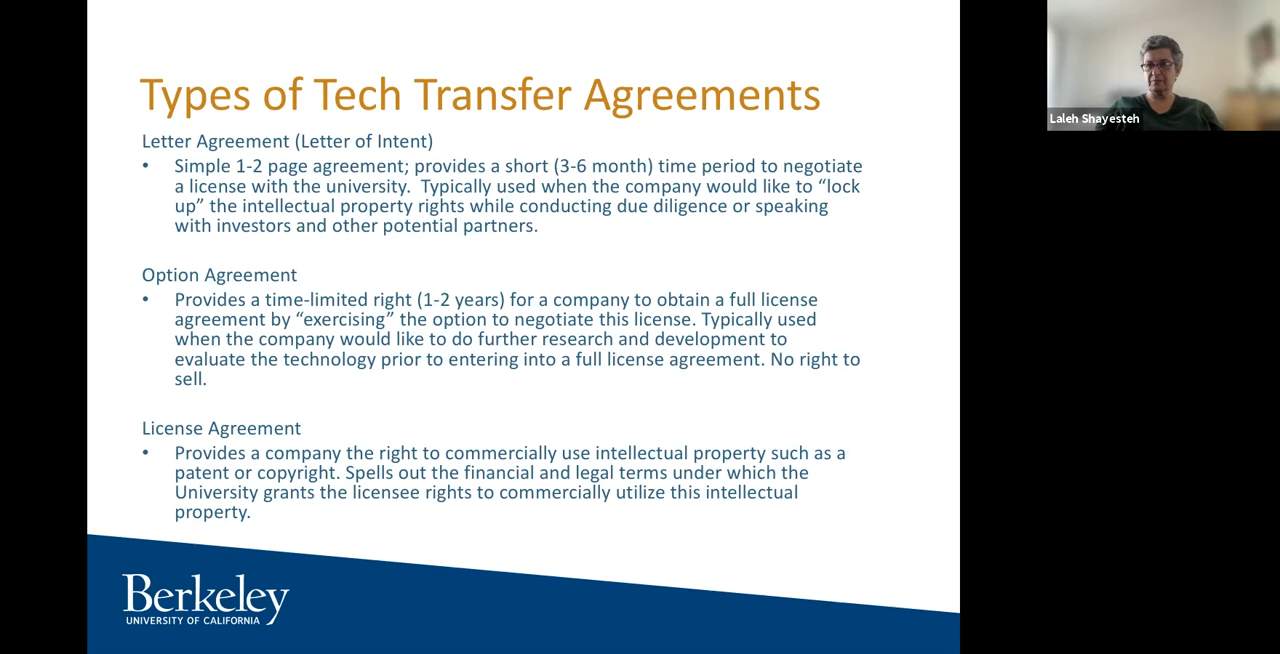 Types of Tech Transfer Agreements
Letter Agreement (Letter of Intent)
• Simple 1-2 page agreement; provides a short (3-6 month) time period to negotiate
a license with the university.  Typically used when the company would like to “lock
up” the intellectual property rights while conducting due diligence or speaking
with investors and other potential partners.
Option Agreement
• Provides a time-limited right (1-2 years) for a company to obtain a full license
agreement by “exercising” the option to negotiate this license. Typically used
when the company would like to do further research and development to
evaluate the technology prior to entering into a full license agreement. No right to
sell.
License Agreement
• Provides a company the right to commercially use intellectual property such as a
patent or copyright. Spells out the financial and legal terms under which the
University grants the licensee rights to commercially utilize this intellectual
property.
Berkeley
UNIVERSITY OF CALIFORNIA
Laleh Shayesteh